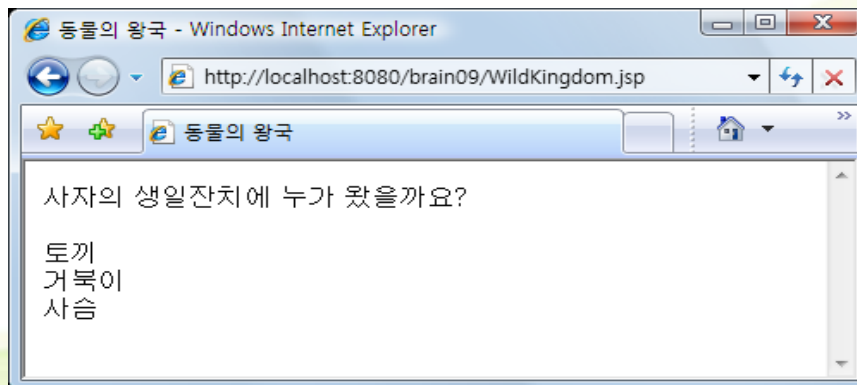 동물의 왕국 - Windows Internet Explorer
http://localhost:8080/brain09/WildKingdom.jsp
동물의 왕국
사자의 생일잔치에 누가 왔을까요?
토끼
거북이
사슴